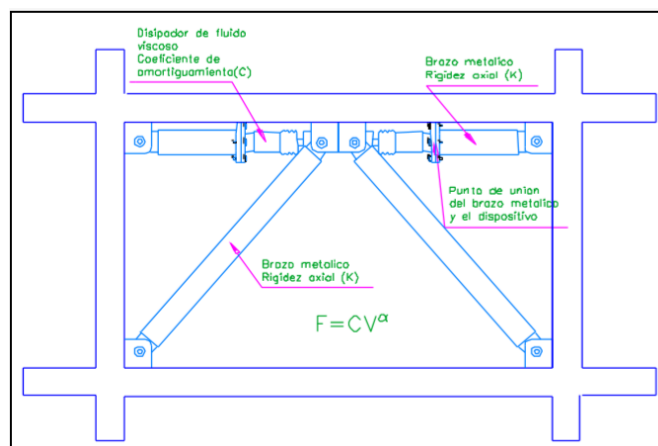 Disipador de fluido
viscoso
Coeficiente de
amortiguamiento(C)
Brazo metalico
Rigidez axial (K)
Punto de union
del brazo metalico
y el dispositivo
Brazo metalico
Rigidez axial (K)
F=CV^α